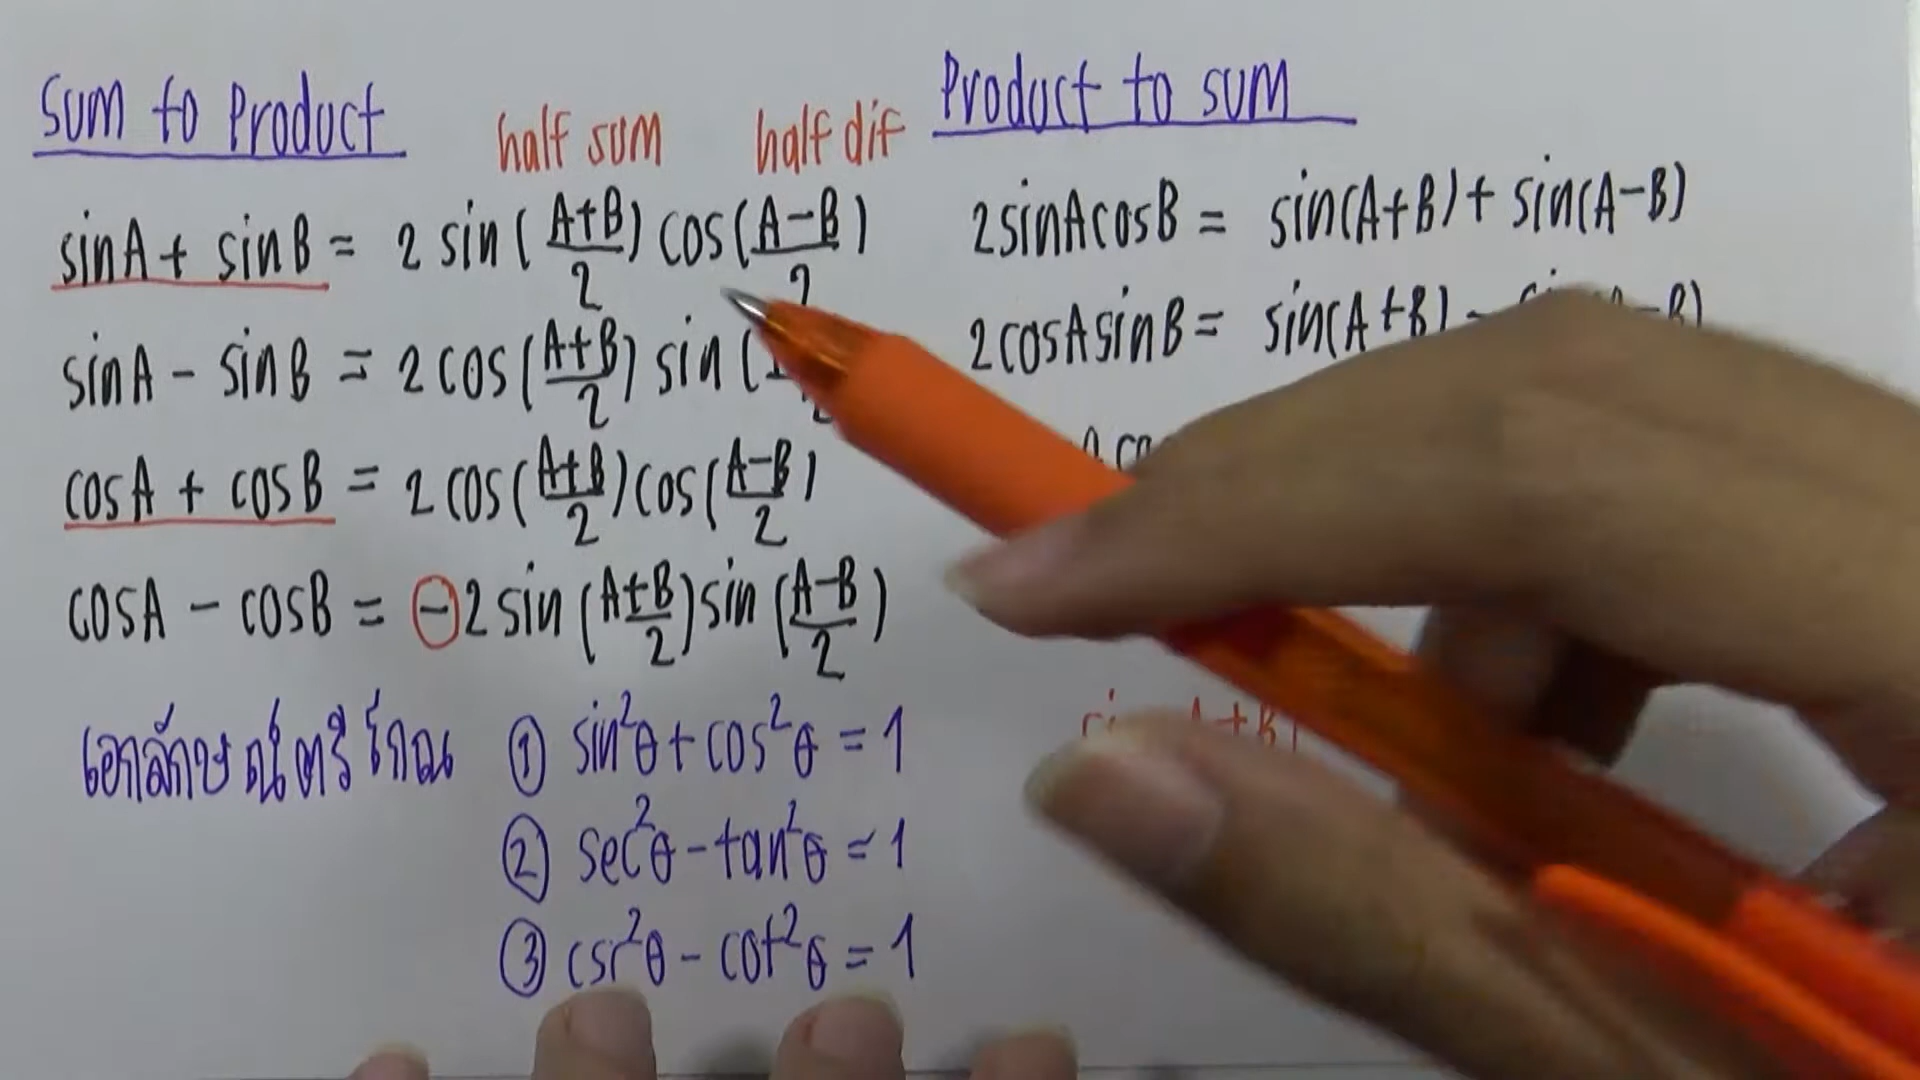 Sum to Product
half sum half dif
sinA + sinB = 2 sin(A+B/2) cos(A-B/2)
sinA - sinB = 2 cos(A+B/2) sin(
cosA + cosB = 2 cos(A+B/2) cos(A-B/2)
cosA - cosB = -2 sin(A+B/2) sin(A-B/2)
เอกลักษณ์ตรีโกณ
① sin²θ + cos²θ = 1
② sec²θ - tan²θ = 1
③ csc²θ - cot²θ = 1
Product to sum
2sinAcosB = sin(A+B) + sin(A-B)
2cosAsinB = sin(A+B) -